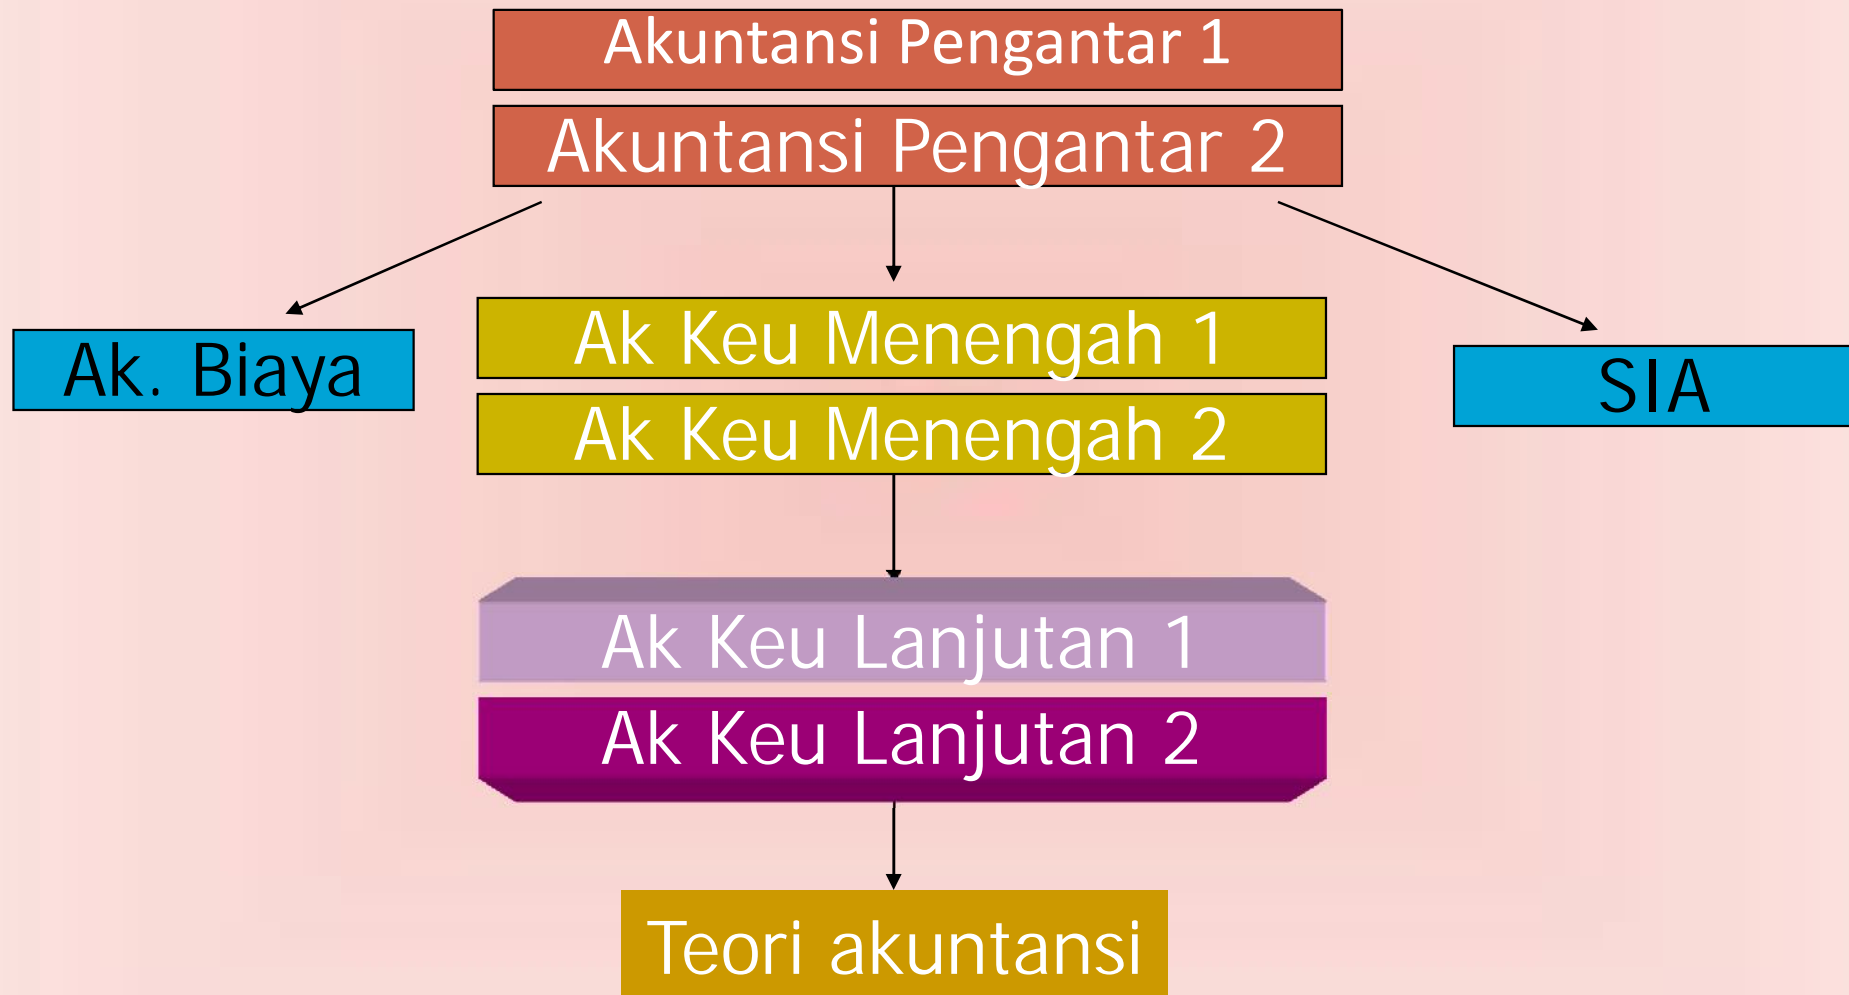 Akuntansi Pengantar 1
Akuntansi Pengantar 2
Ak. Biaya
Ak Keu Menengah 1
Ak Keu Menengah 2
SIA
Ak Keu Lanjutan 1
Ak Keu Lanjutan 2
Teori akuntansi